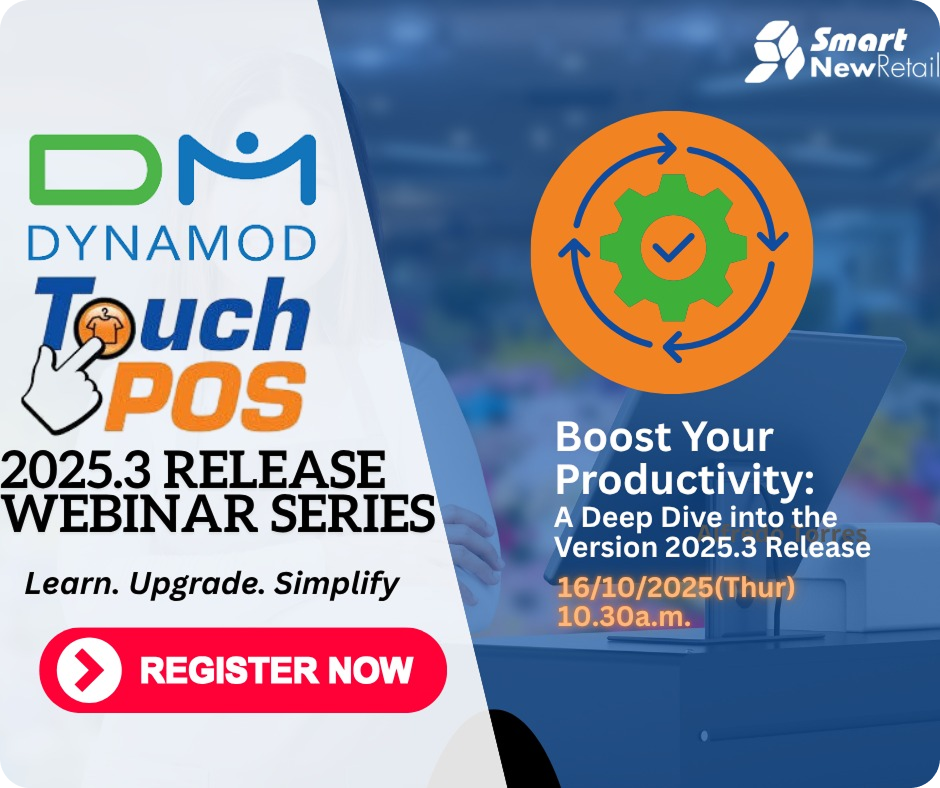 DM
DYNAMOD
Touch
POS
2025.3 RELEASE
WEBINAR SERIES
Learn. Upgrade. Simplify
REGISTER NOW
Smart
NewRetail
Boost Your
Productivity:
A Deep Dive into the
Version 2025.3 Release
16/10/2025(Thur)
10.30a.m.